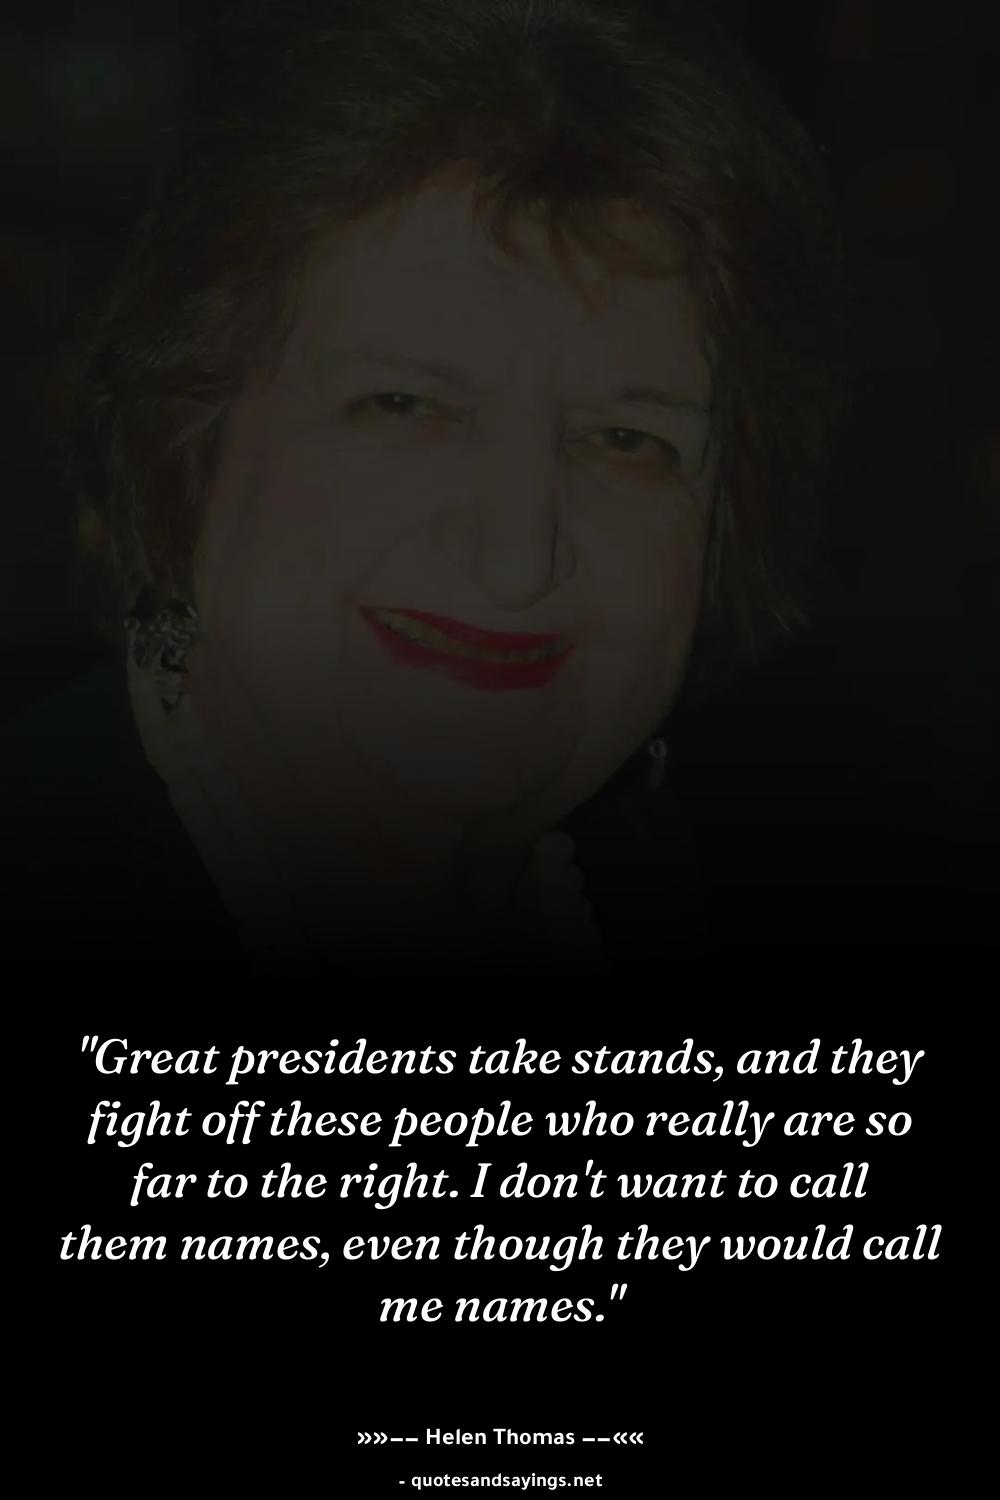 "Great presidents take stands, and they
fight off these people who really are so
far to the right. I don't want to call
them names, even though they would call
me names."
»»−− Helen Thomas −−««
- quotesandsayings.net